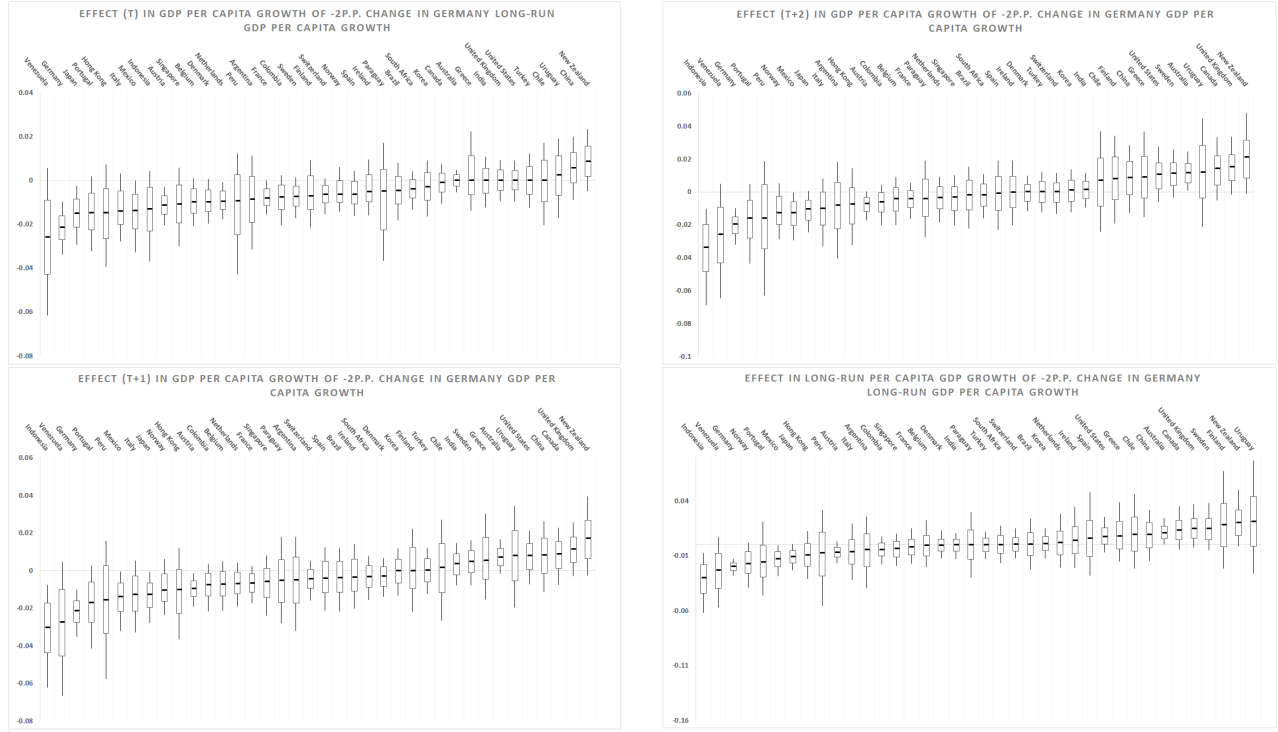 EFFECT (T) IN GDP PER CAPITA GROWTH OF -2P.P. CHANGE IN GERMANY LONG-RUN
GDP PER CAPITA GROWTH
Venezuela
Germany
Japan
Portugal
Hong Kong
Italy
Mexico
Indonesia
Austria
Singapore
Belgium
Denmark
Netherlands
Peru
Argentina
France
Colombia
Sweden
Finland
Switzerland
Norway
Spain
Ireland
Paraguay
Brazil
South Africa
Korea
Canada
Australia
Greece
India
United Kingdom
United States
Turkey
Chile
Uruguay
China
New Zealand
0.04
0.02
0
-0.02
-0.04
-0.06
-0.08
EFFECT (T+2) IN GDP PER CAPITA GROWTH OF -2P.P. CHANGE IN GERMANY GDP PER
CAPITA GROWTH
Indonesia
Venezuela
Germany
Portugal
Peru
Norway
Mexico
Japan
Italy
Argentina
Hong Kong
Austria
Colombia
Belgium
France
Paraguay
Netherlands
Singapore
Brazil
South Africa
Spain
Ireland
Denmark
Turkey
Switzerland
Korea
India
Chile
Finland
China
Greece
United States
Sweden
Australia
Uruguay
Canada
United Kingdom
New Zealand
0.06
0.04
0.02
0
-0.02
-0.04
-0.06
-0.08
-0.1
EFFECT (T+1) IN GDP PER CAPITA GROWTH OF -2P.P. CHANGE IN GERMANY GDP PER
CAPITA GROWTH
Indonesia
Venezuela
Germany
Portugal
Peru
Mexico
Italy
Japan
Norway
Hong Kong
Austria
Colombia
Belgium
Netherlands
France
Singapore
Paraguay
Argentina
Switzerland
Spain
Brazil
Ireland
South Africa
Denmark
Korea
Finland
Turkey
Chile
India
Sweden
Greece
Australia
Uruguay
United States
China
United Kingdom
Canada
New Zealand
0.06
0.04
0.02
0
-0.02
-0.04
-0.06
-0.08
EFFECT IN LONG-RUN PER CAPITA GDP GROWTH OF -2P.P. CHANGE IN GERMANY
LONG-RUN GDP PER CAPITA GROWTH
Indonesia
Venezuela
Germany
Norway
Portugal
Mexico
Japan
Hong Kong
Peru
Austria
Italy
Argentina
Colombia
Singapore
France
Belgium
Denmark
India
Paraguay
Turkey
South Africa
Switzerland
Brazil
Korea
Netherlands
Ireland
Spain
United States
Greece
Chile
China
Australia
Canada
United Kingdom
Sweden
Finland
New Zealand
Uruguay
0.04
-0.01
-0.06
-0.11
-0.16